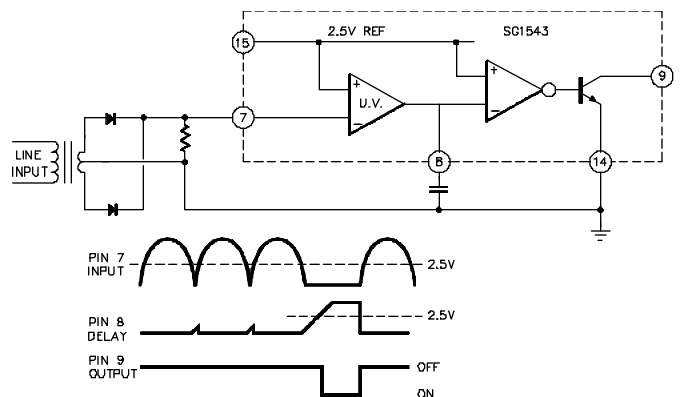 2.5V REF
SG1543
15
9
+
U.V.
−
+
−
7
LINE
INPUT
8
14
PIN 7
INPUT
2.5V
PIN 8
DELAY
2.5V
PIN 9
OUTPUT
OFF
ON